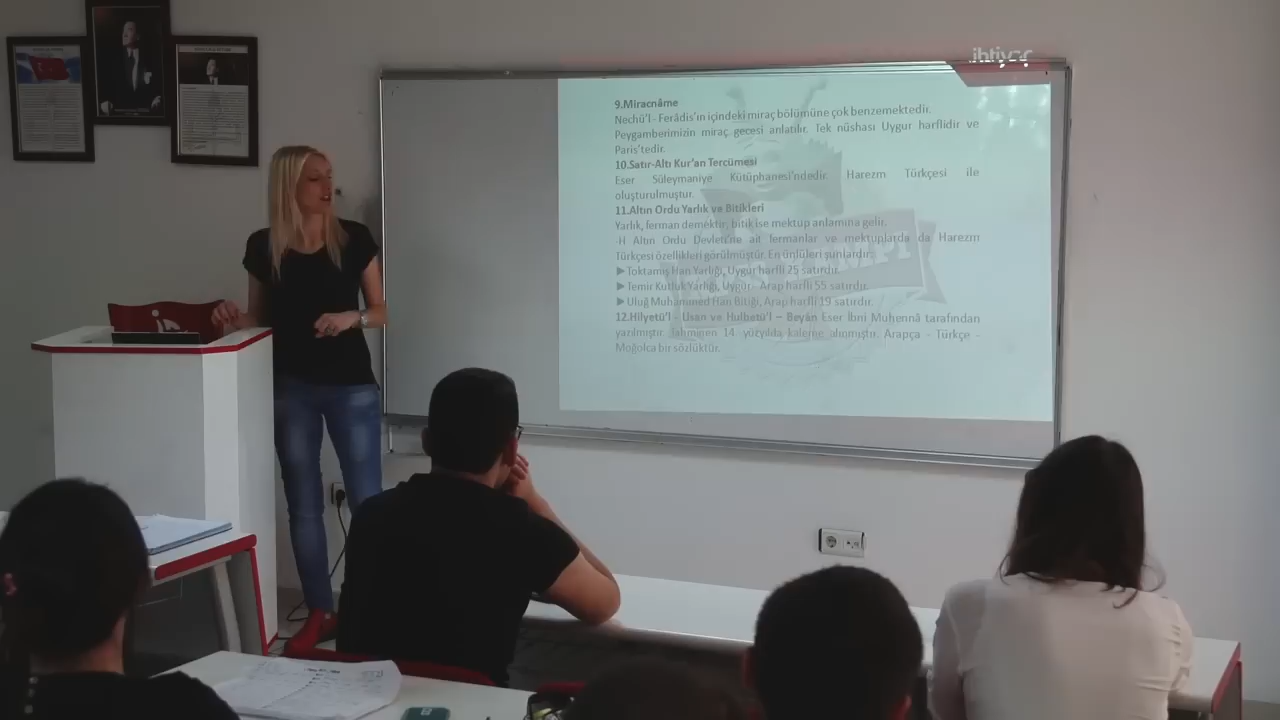 ihtiyaç
9.Miracnâme
Nechü'l - Ferâdis'in içindeki miraç bölümüne çok benzemektedir.
Peygamberimizin miraç gecesi anlatılır. Tek nüshası Uygur harflidir ve
Paris'tedir.
10.Satır-Altı Kur'an Tercümesi
Eser Süleymaniye Kütüphanesi'ndedir. Harezm Türkçesi ile
oluşturulmuştur.
11.Altın Ordu Yarlık ve Bitikleri
Yarlık, ferman demektir, bitik ise mektup anlamına gelir.
-H Altın Ordu Devleti'ne ait fermanlar ve mektuplarda da Harezm
Türkçesi özellikleri görülmüştür. En ünlüleri şunlardır:
►Toktamış Han Yarlığı, Uygur harfli 25 satırdır.
►Temir Kutluk Yarlığı, Uygur - Arap harfli 55 satırdır.
►Uluğ Muhammed Han Bitiği, Arap harfli 19 satırdır.
12.Hilyetü'l - Usan ve Hulbetü'l – Beyân Eser İbni Mühennâ tarafından
yazılmıştır. Tahminen 14. yüzyılda kaleme alınmıştır. Arapça - Türkçe -
Moğolca bir sözlüktür.